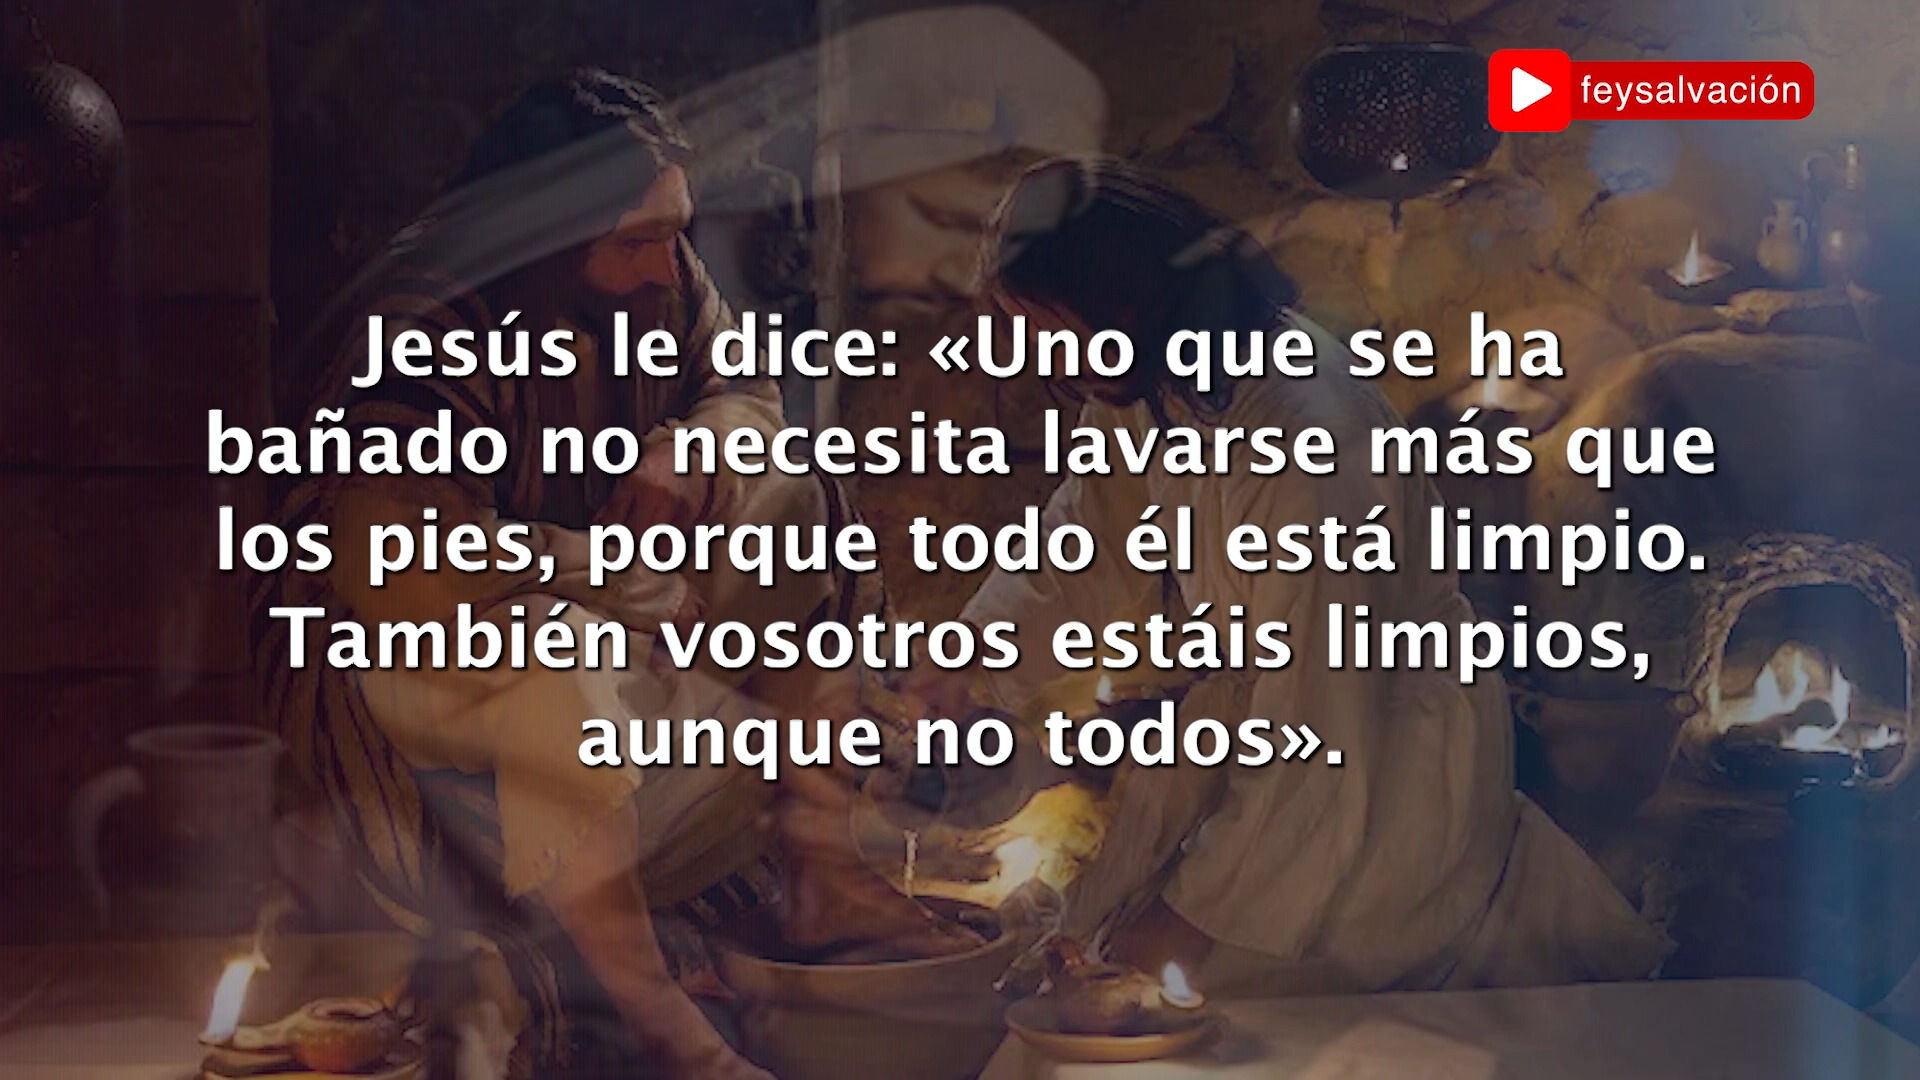 feysalvación
Jesús le dice: «Uno que se ha
bañado no necesita lavarse más que
los pies, porque todo él está limpio.
También vosotros estáis limpios,
aunque no todos».